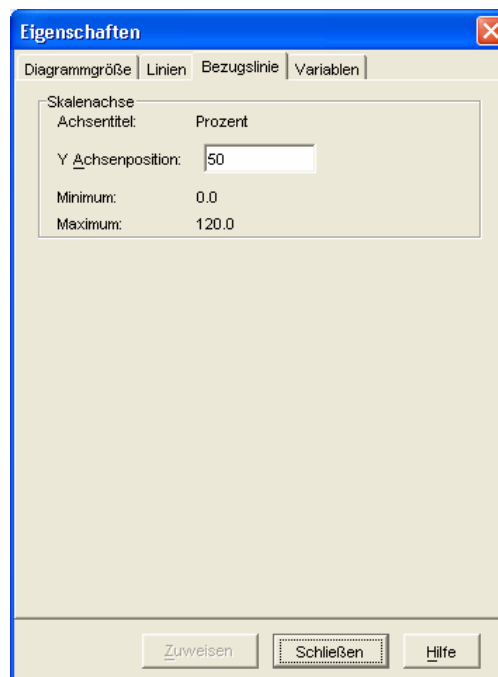 Eigenschaften
Diagrammgröße Linien Bezugslinie Variablen
Skalenachse
Achsentitel: Prozent
Y Achsenposition: 50
Minimum: 0.0
Maximum: 120.0
Zuweisen Schließen Hilfe